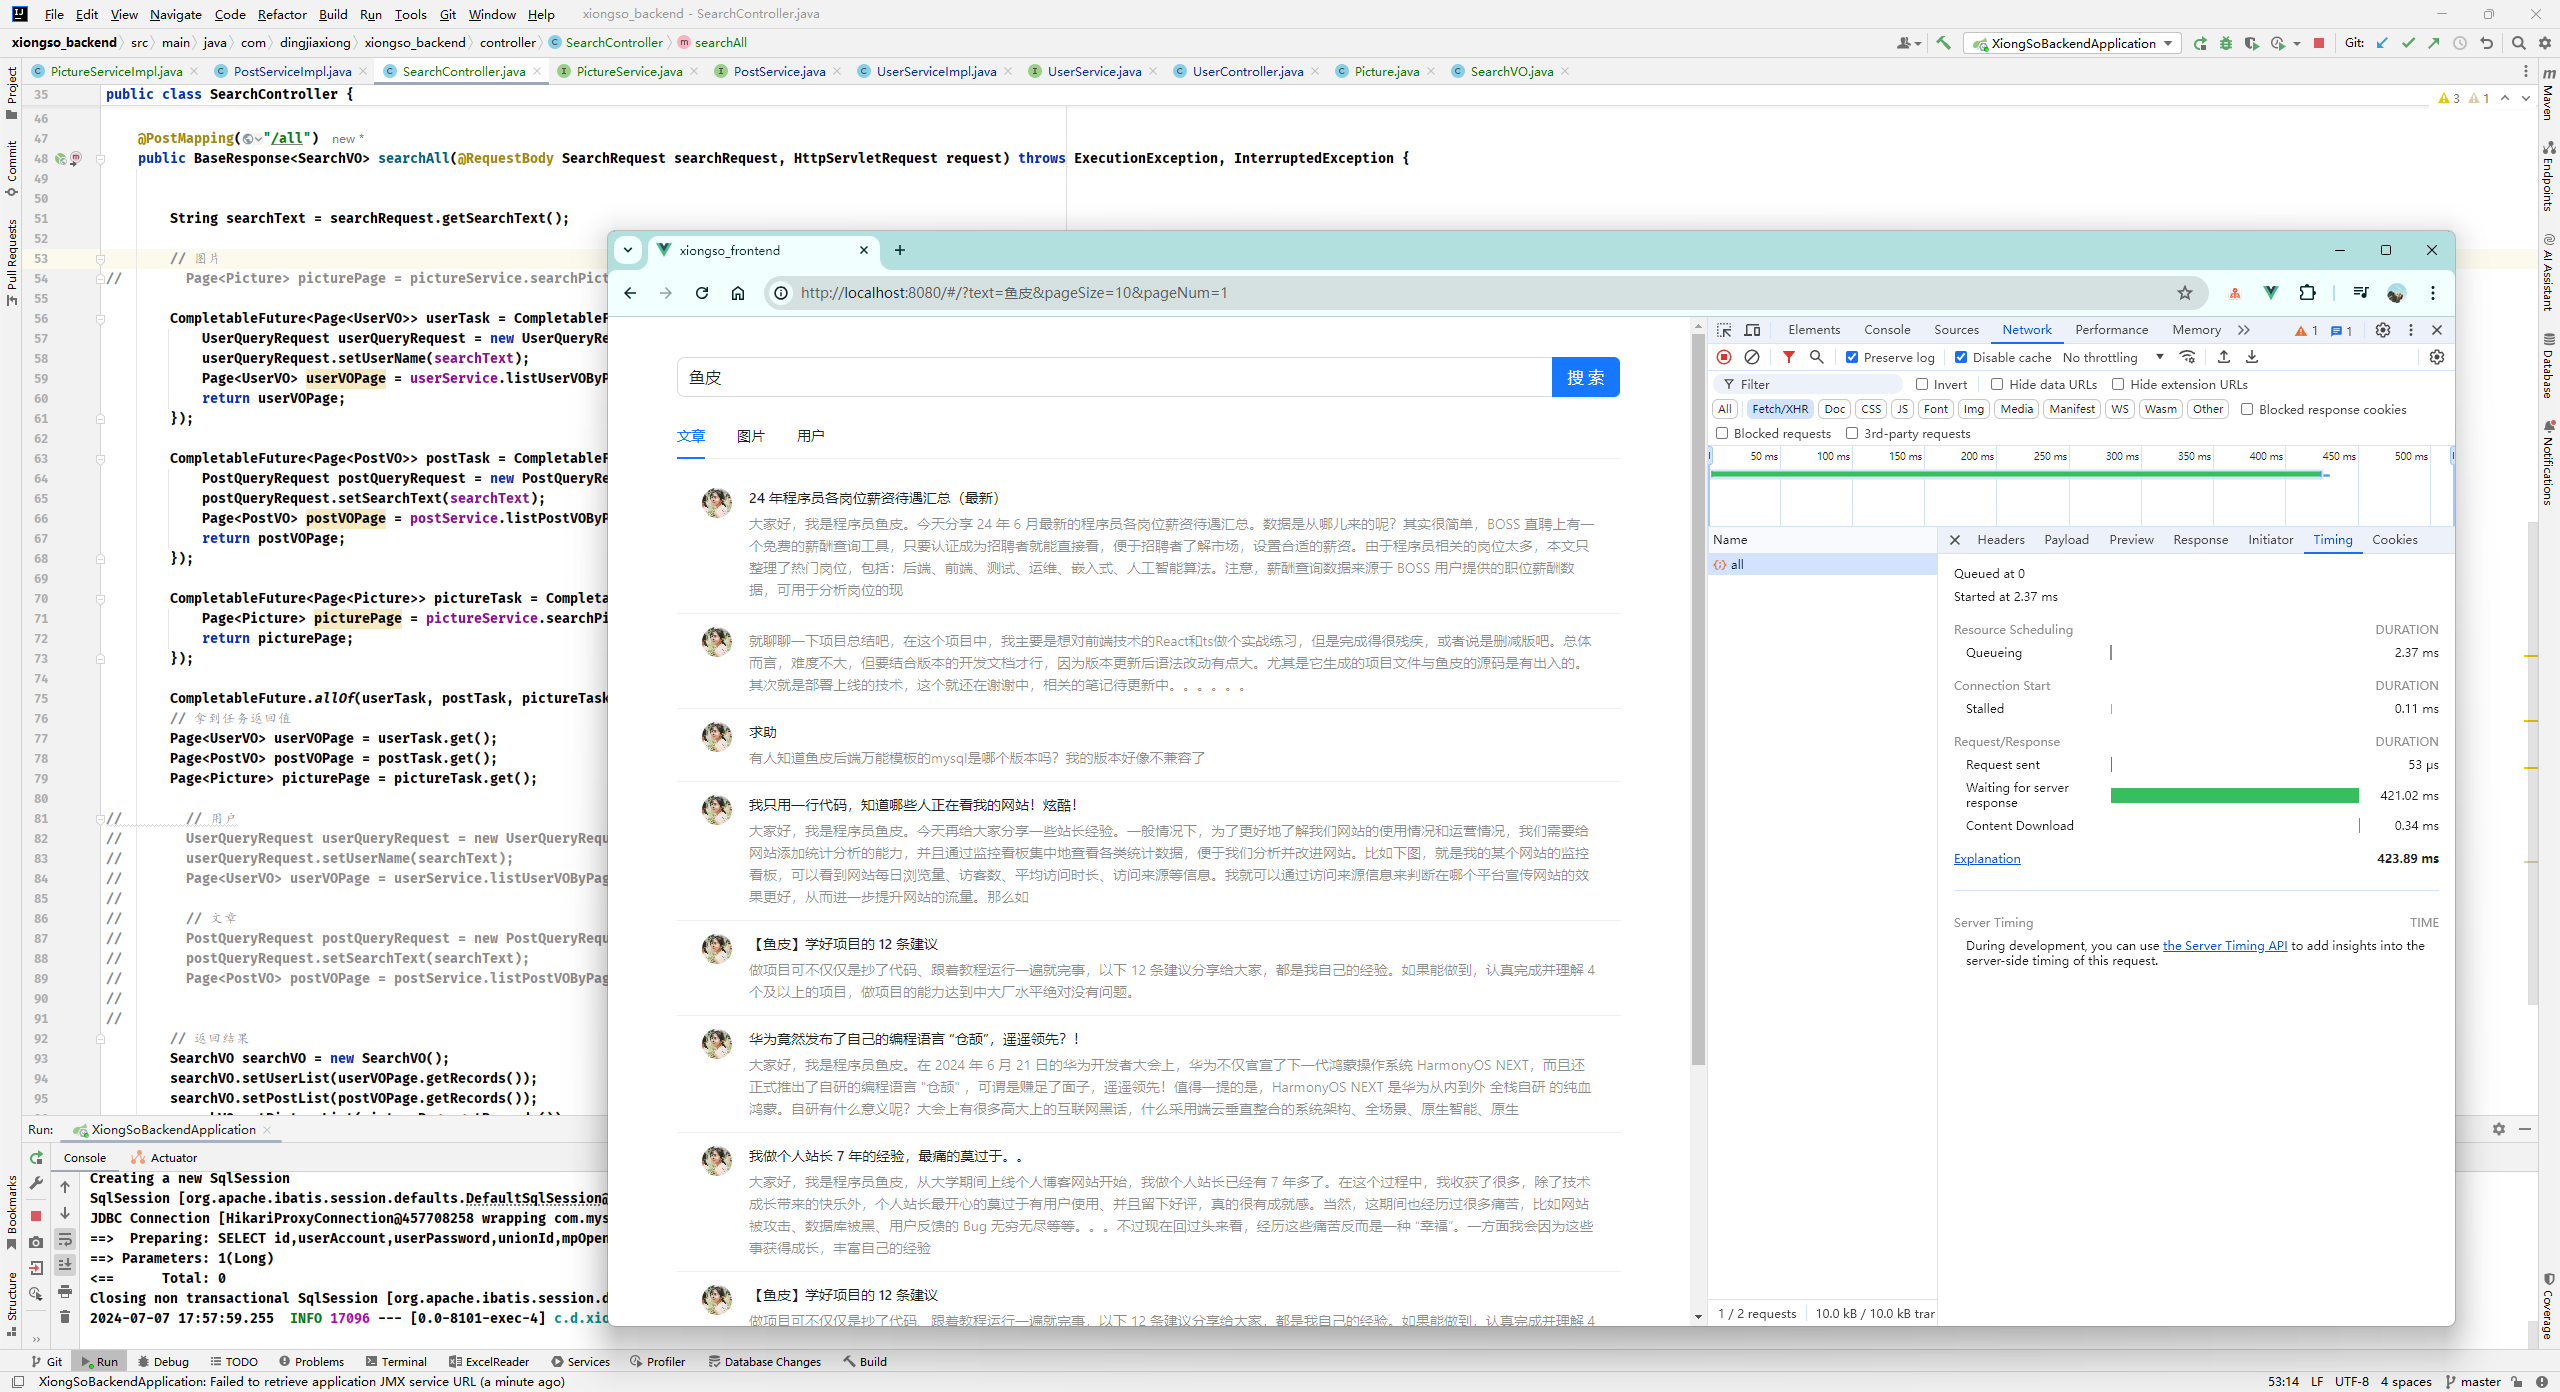 File Edit View Navigate Code Refactor Build Run Tools Git Window Help xiongso_backend - SearchController.java
xiongso_backend src main java com dingjiaxiong xiongso_backend controller SearchController searchAll XiongSoBackendApplication Git:
PictureServiceImpl.java PostServiceImpl.java SearchController.java PictureService.java PostService.java UserServiceImpl.java UserService.java UserController.java Picture.java SearchVO.java
35 public class SearchController { 3 1
46
47 @PostMapping("/all") new *
48 public BaseResponse<SearchVO> searchAll(@RequestBody SearchRequest searchRequest, HttpServletRequest request) throws ExecutionException, InterruptedException {
49
50
51 String searchText = searchRequest.getSearchText();
52
53 // 图片
54 // Page<Picture> picturePage = pictureService.searchPict
55
56 CompletableFuture<Page<UserVO>> userTask = CompletableF
57 UserQueryRequest userQueryRequest = new UserQueryRe
58 userQueryRequest.setUserName(searchText);
59 Page<UserVO> userVOPage = userService.listUserVOByP
60 return userVOPage;
61 });
62
63 CompletableFuture<Page<PostVO>> postTask = CompletableF
64 PostQueryRequest postQueryRequest = new PostQueryRe
65 postQueryRequest.setSearchText(searchText);
66 Page<PostVO> postVOPage = postService.listPostVOByP
67 return postVOPage;
68 });
69
70 CompletableFuture<Page<Picture>> pictureTask = Completa
71 Page<Picture> picturePage = pictureService.searchPi
72 return picturePage;
73 });
74
75 CompletableFuture.allOf(userTask, postTask, pictureTask
76 // 拿到任务返回值
77 Page<UserVO> userVOPage = userTask.get();
78 Page<PostVO> postVOPage = postTask.get();
79 Page<Picture> picturePage = pictureTask.get();
80
81 // // 用户
82 // UserQueryRequest userQueryRequest = new UserQueryRequ
83 // userQueryRequest.setUserName(searchText);
84 // Page<UserVO> userVOPage = userService.listUserVOByPag
85 //
86 // // 文章
87 // PostQueryRequest postQueryRequest = new PostQueryRequ
88 // postQueryRequest.setSearchText(searchText);
89 // Page<PostVO> postVOPage = postService.listPostVOByPag
90 //
91 //
92 // 返回结果
93 SearchVO searchVO = new SearchVO();
94 searchVO.setUserList(userVOPage.getRecords());
95 searchVO.setPostList(postVOPage.getRecords());
Project
Commit
Pull Requests
Bookmarks
Structure
Maven
Endpoints
AI Assistant
Database
Notifications
Coverage
xiongso_frontend
http://localhost:8080/#/?text=鱼皮&pageSize=10&pageNum=1
鱼皮 搜 索
文章 图片 用户
24 年程序员各岗位薪资待遇汇总（最新）
大家好，我是程序员鱼皮。今天分享 24 年 6 月最新的程序员各岗位薪资待遇汇总。数据是从哪儿来的呢？其实很简单，BOSS 直聘上有一
个免费的薪酬查询工具，只要认证成为招聘者就能直接看，便于招聘者了解市场，设置合适的薪资。由于程序员相关的岗位太多，本文只
整理了热门岗位，包括：后端、前端、测试、运维、嵌入式、人工智能算法。注意，薪酬查询数据来源于 BOSS 用户提供的职位薪酬数
据，可用于分析岗位的现
就聊聊一下项目总结吧，在这个项目中，我主要是想对前端技术的React和ts做个实战练习，但是完成得很残疾，或者说是删减版吧。总体
而言，难度不大，但要结合版本的开发文档才行，因为版本更新后语法改动有点大。尤其是它生成的项目文件与鱼皮的源码是有出入的。
其次就是部署上线的技术，这个就还在谢谢中，相关的笔记待更新中。。。。。。
求助
有人知道鱼皮后端万能模板的mysql是哪个版本吗？我的版本好像不兼容了
我只用一行代码，知道哪些人正在看我的网站！炫酷！
大家好，我是程序员鱼皮。今天再给大家分享一些站长经验。一般情况下，为了更好地了解我们网站的使用情况和运营情况，我们需要给
网站添加统计分析的能力，并且通过监控看板集中地查看各类统计数据，便于我们分析并改进网站。比如下图，就是我的某个网站的监控
看板，可以看到网站每日浏览量、访客数、平均访问时长、访问来源等信息。我就可以通过访问来源信息来判断在哪个平台宣传网站的效
果更好，从而进一步提升网站的流量。那么如
【鱼皮】学好项目的 12 条建议
做项目可不仅仅是抄了代码、跟着教程运行一遍就完事，以下 12 条建议分享给大家，都是我自己的经验。如果能做到，认真完成并理解 4
个及以上的项目，做项目的能力达到中大厂水平绝对没有问题。
华为竟然发布了自己的编程语言 “仓颉”，遥遥领先？！
大家好，我是程序员鱼皮。在 2024 年 6 月 21 日的华为开发者大会上，华为不仅官宣了下一代鸿蒙操作系统 HarmonyOS NEXT，而且还
正式推出了自研的编程语言 “仓颉” ，可谓是赚足了面子，遥遥领先！值得一提的是，HarmonyOS NEXT 是华为从内到外 全栈自研 的纯血
鸿蒙。自研有什么意义呢？大会上有很多高大上的互联网黑话，什么采用端云垂直整合的系统架构、全场景、原生智能、原生
我做个人站长 7 年的经验，最痛的莫过于。。
大家好，我是程序员鱼皮，从大学期间上线个人博客网站开始，我做个人站长已经有 7 年多了。在这个过程中，我收获了很多，除了技术
成长带来的快乐外，个人站长最开心的莫过于有用户使用、并且留下好评，真的很有成就感。当然，这期间也经历过很多痛苦，比如网站
被攻击、数据库被黑、用户反馈的 Bug 无穷无尽等等。。。不过现在回过头来看，经历这些痛苦反而是一种 “幸福”。一方面我会因为这些
事获得成长，丰富自己的经验
【鱼皮】学好项目的 12 条建议
做项目可不仅仅是抄了代码、跟着教程运行一遍就完事，以下 12 条建议分享给大家，都是我自己的经验。如果能做到，认真完成并理解 4
Elements Console Sources Network Performance Memory 1 1
Preserve log Disable cache No throttling
Filter Invert Hide data URLs Hide extension URLs
All Fetch/XHR Doc CSS JS Font Img Media Manifest WS Wasm Other Blocked response cookies
Blocked requests 3rd-party requests
50 ms 100 ms 150 ms 200 ms 250 ms 300 ms 350 ms 400 ms 450 ms 500 ms
Name Headers Payload Preview Response Initiator Timing Cookies
all
Queued at 0
Started at 2.37 ms
Resource Scheduling DURATION
Queueing 2.37 ms
Connection Start DURATION
Stalled 0.11 ms
Request/Response DURATION
Request sent 53 μs
Waiting for server
response 421.02 ms
Content Download 0.34 ms
Explanation 423.89 ms
Server Timing TIME
During development, you can use the Server Timing API to add insights into the
server-side timing of this request.
1 / 2 requests 10.0 kB / 10.0 kB tran
Run: XiongSoBackendApplication
Console Actuator
Creating a new SqlSession
SqlSession [org.apache.ibatis.session.defaults.DefaultSqlSession@
JDBC Connection [HikariProxyConnection@457708258 wrapping com.mys
==> Preparing: SELECT id,userAccount,userPassword,unionId,mpOpen
==> Parameters: 1(Long)
<== Total: 0
Closing non transactional SqlSession [org.apache.ibatis.session.d
2024-07-07 17:57:59.255 INFO 17096 --- [0.0-8101-exec-4] c.d.xio
Git Run Debug TODO Problems Terminal ExcelReader Services Profiler Database Changes Build
XiongSoBackendApplication: Failed to retrieve application JMX service URL (a minute ago) 53:14 LF UTF-8 4 spaces master